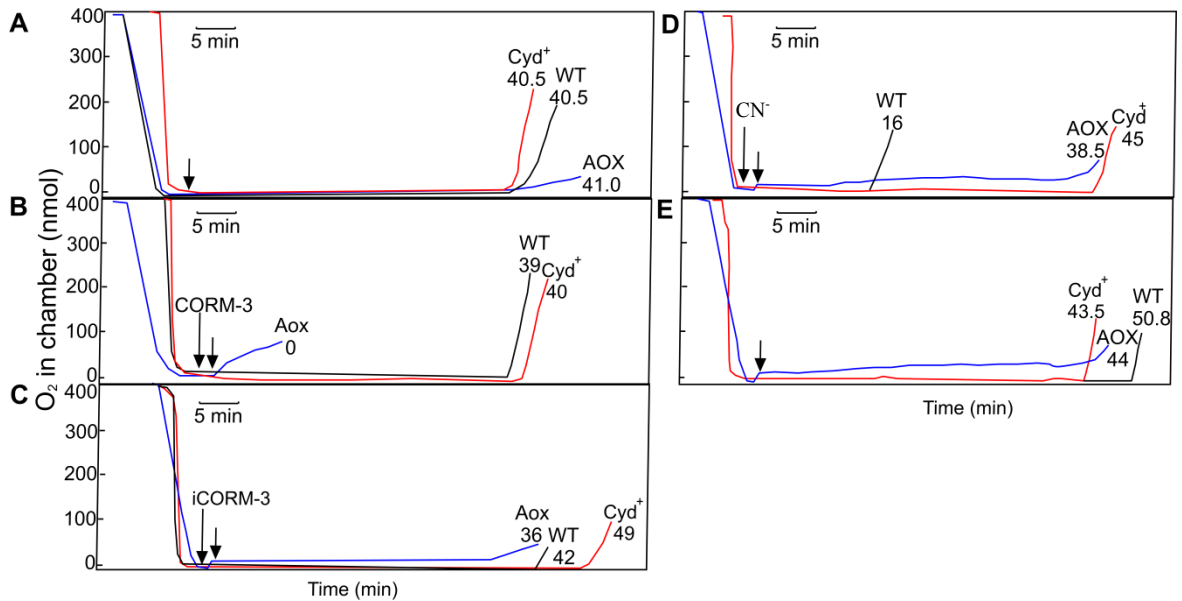 A
400
300
200
100
0
5 min
Cyd+
40.5
WT
40.5
AOX
41.0
B
400
300
200
100
0
5 min
CORM-3
Aox
0
WT
39
Cyd+
40
C
400
300
200
100
0
5 min
iCORM-3
Aox
36
WT
42
Cyd+
49
Time (min)
O₂ in chamber (nmol)
D
5 min
CN-
WT
16
AOX
38.5
Cyd+
45
E
5 min
Cyd+
43.5
AOX
44
WT
50.8
Time (min)